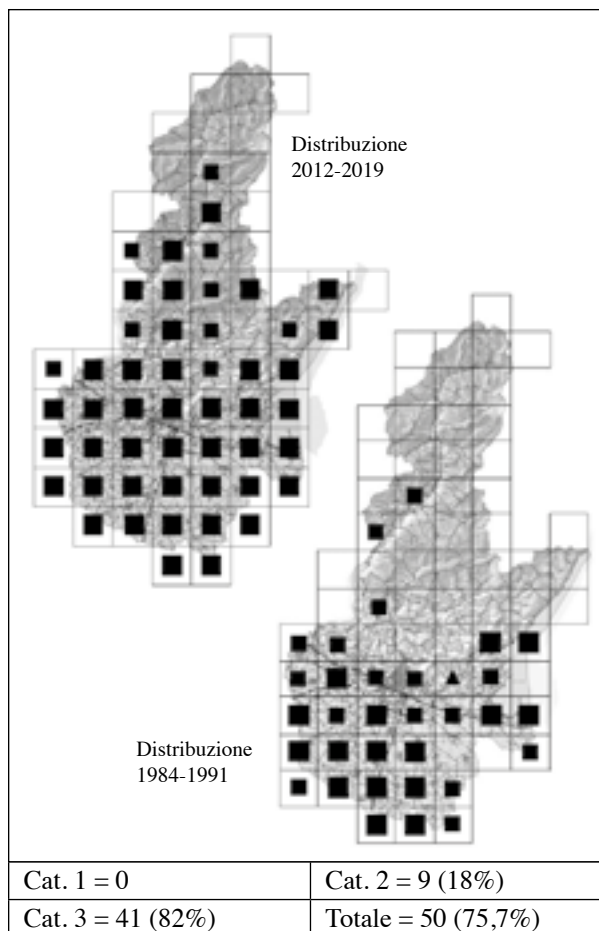 Distribuzione
2012-2019
Distribuzione
1984-1991
Cat. 1 = 0
Cat. 2 = 9 (18%)
Cat. 3 = 41 (82%)
Totale = 50 (75,7%)